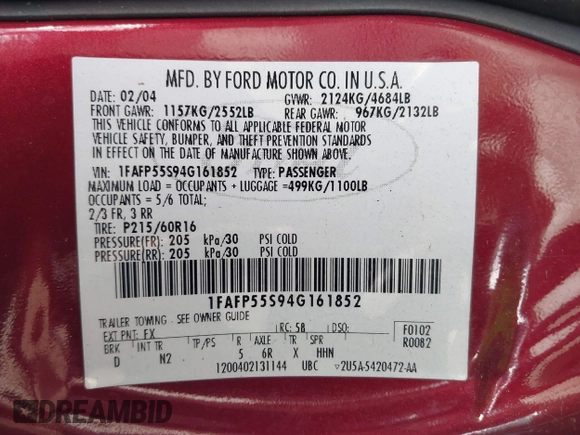 MFD. BY FORD MOTOR CO. IN U.S.A.
DATE: 02/04 GVWR: 2124KG/4684LB
FRONT GAWR: 1157KG/2552LB REAR GAWR: 967KG/2132LB
THIS VEHICLE CONFORMS TO ALL APPLICABLE FEDERAL MOTOR
VEHICLE SAFETY, BUMPER, AND THEFT PREVENTION STANDARDS
IN EFFECT ON THE DATE OF MANUFACTURE SHOWN ABOVE.
VIN: 1FAFP55S94G161852 TYPE: PASSENGER
MAXIMUM LOAD = OCCUPANTS + LUGGAGE = 499KG/1100LB
OCCUPANTS = 5/6 TOTAL;
2/3 FR, 3 RR
TIRE: P215/60R16
PRESSURE(FR) 205 kPa/30 PSI COLD
PRESSURE(RR) 205 kPa/30 PSI COLD
1FAFP55S94G161852
TRAILER TOWING - SEE OWNER GUIDE
EXT PNT: FX RC: 58 DSO: F0102
BRK INT TR TP/PS R AXLE TR SPR R0082
D N2 5 6R X HHN
1200402131144 UBC 2U5A-5420472-AA
DREAMBID